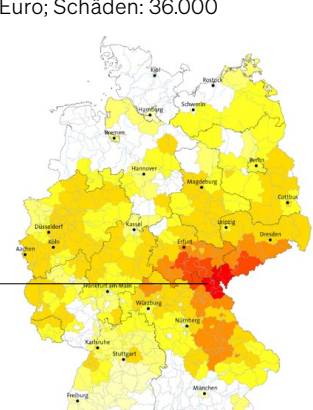 Euro; Schäden: 36.000
Kiel
Rostock
Hamburg
Schwerin
Bremen
Berlin
Hannover
Magdeburg
Cottbus
Düsseldorf
Kassel
Leipzig
Köln
Dresden
Aachen
Erfurt
Frankfurt am Main
Würzburg
Nürnberg
Karlsruhe
Stuttgart
München
Freiburg